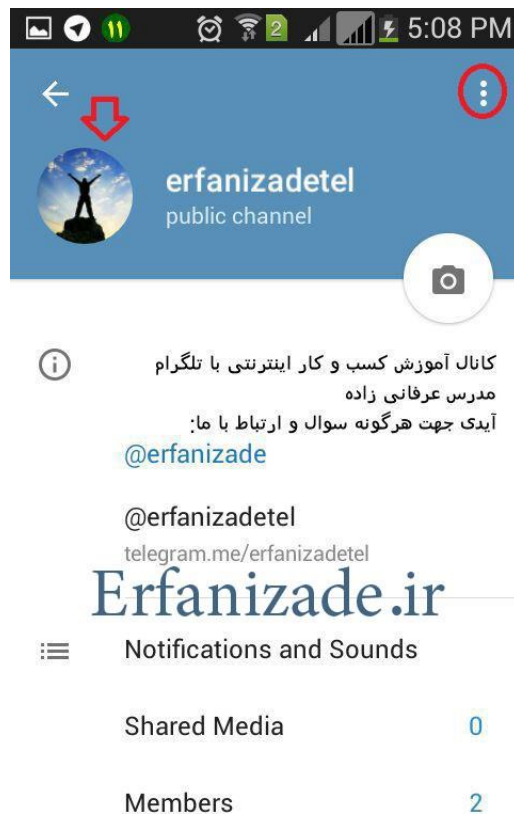 ۱۱ 2 5:08 PM
erfanizadetel
public channel
کانال آموزش کسب و کار اینترنتی با تلگرام
مدرس عرفانی زاده
آیدی جهت هرگونه سوال و ارتباط با ما:
@erfanizade
@erfanizadetel
telegram.me/erfanizadetel
Erfanizade.ir
Notifications and Sounds
Shared Media 0
Members 2